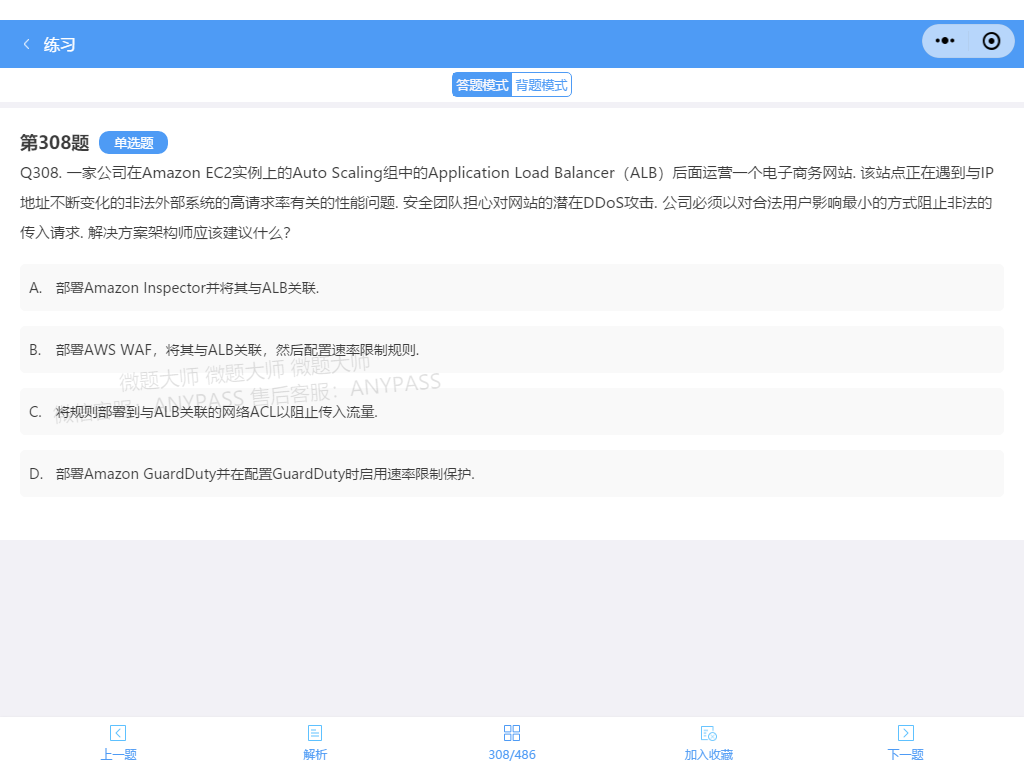 练习
答题模式 背题模式
第308题 单选题
Q308. 一家公司在Amazon EC2实例上的Auto Scaling组中的Application Load Balancer（ALB）后面运营一个电子商务网站. 该站点正在遇到与IP
地址不断变化的非法外部系统的高请求率有关的性能问题. 安全团队担心对网站的潜在DDoS攻击. 公司必须以对合法用户影响最小的方式阻止非法的
传入请求. 解决方案架构师应该建议什么?
A. 部署Amazon Inspector并将其与ALB关联.
B. 部署AWS WAF，将其与ALB关联，然后配置速率限制规则.
微题大师 微题大师 微题大师
ANYPASS 售后客服：ANYPASS
C. 将规则部署到与ALB关联的网络ACL以阻止传入流量.
D. 部署Amazon GuardDuty并在配置GuardDuty时启用速率限制保护.
上一题 解析 308/486 加入收藏 下一题